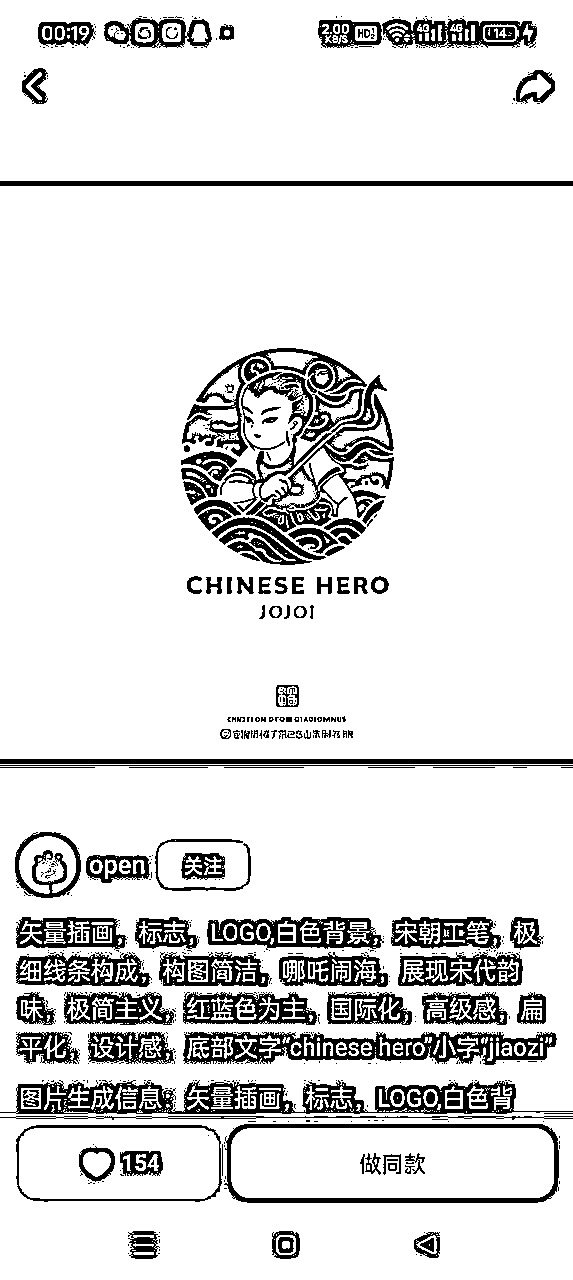 00:19 2.00 KB/S HD 4G 4G 14
CHINESE HERO
JOJOI
open 关注
矢量插画，标志，LOGO,白色背景，宋朝工笔，极
细线条构成，构图简洁，哪吒闹海，展现宋代韵
味，极简主义，红蓝色为主，国际化，高级感，扁
平化，设计感，底部文字"chinese hero"小字"jiaozi"
图片生成信息：矢量插画，标志，LOGO,白色背
154 做同款